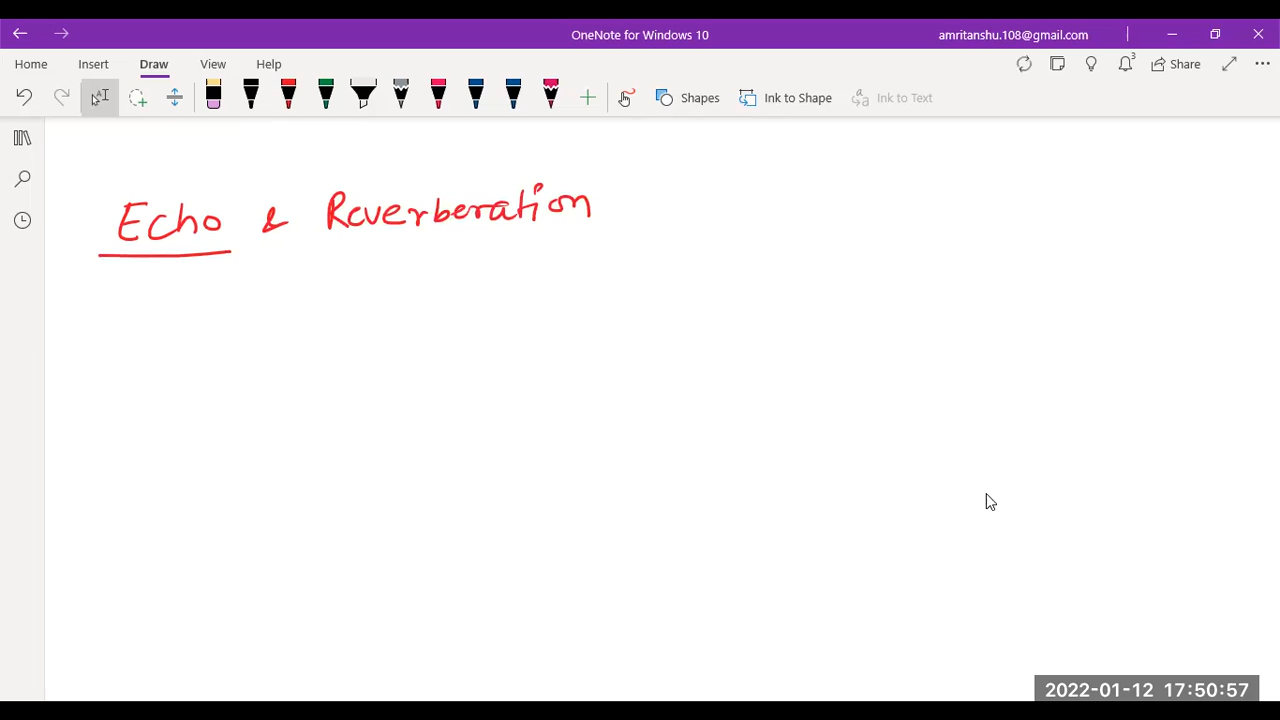 OneNote for Windows 10
amritanshu.108@gmail.com
Home Insert Draw View Help
3
Share
Shapes
Ink to Shape
Ink to Text
Echo & Reverberation
2022-01-12 17:50:57